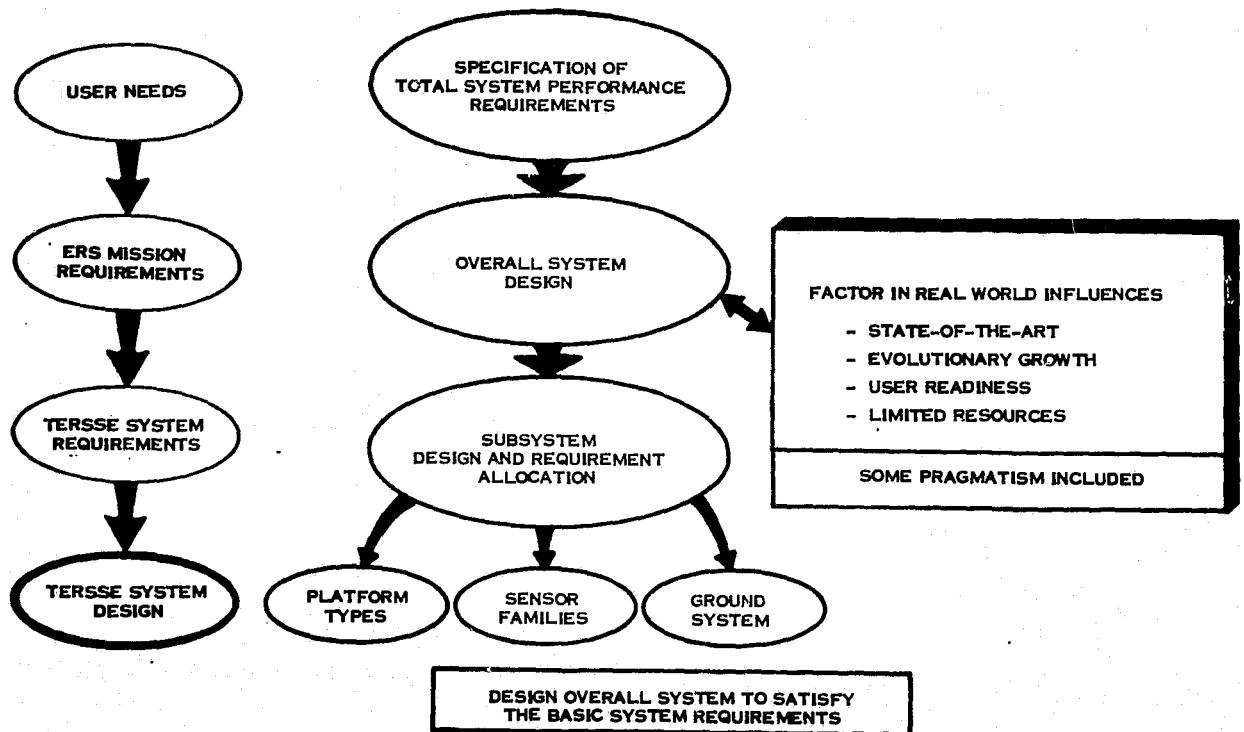 USER NEEDS
ERS MISSION
REQUIREMENTS
TERSSE SYSTEM
REQUIREMENTS
TERSSE SYSTEM
DESIGN
SPECIFICATION OF
TOTAL SYSTEM PERFORMANCE
REQUIREMENTS
OVERALL SYSTEM
DESIGN
SUBSYSTEM
DESIGN AND REQUIREMENT
ALLOCATION
PLATFORM
TYPES
SENSOR
FAMILIES
GROUND
SYSTEM
FACTOR IN REAL WORLD INFLUENCES
- STATE-OF-THE-ART
- EVOLUTIONARY GROWTH
- USER READINESS
- LIMITED RESOURCES
SOME PRAGMATISM INCLUDED
DESIGN OVERALL SYSTEM TO SATISFY
THE BASIC SYSTEM REQUIREMENTS